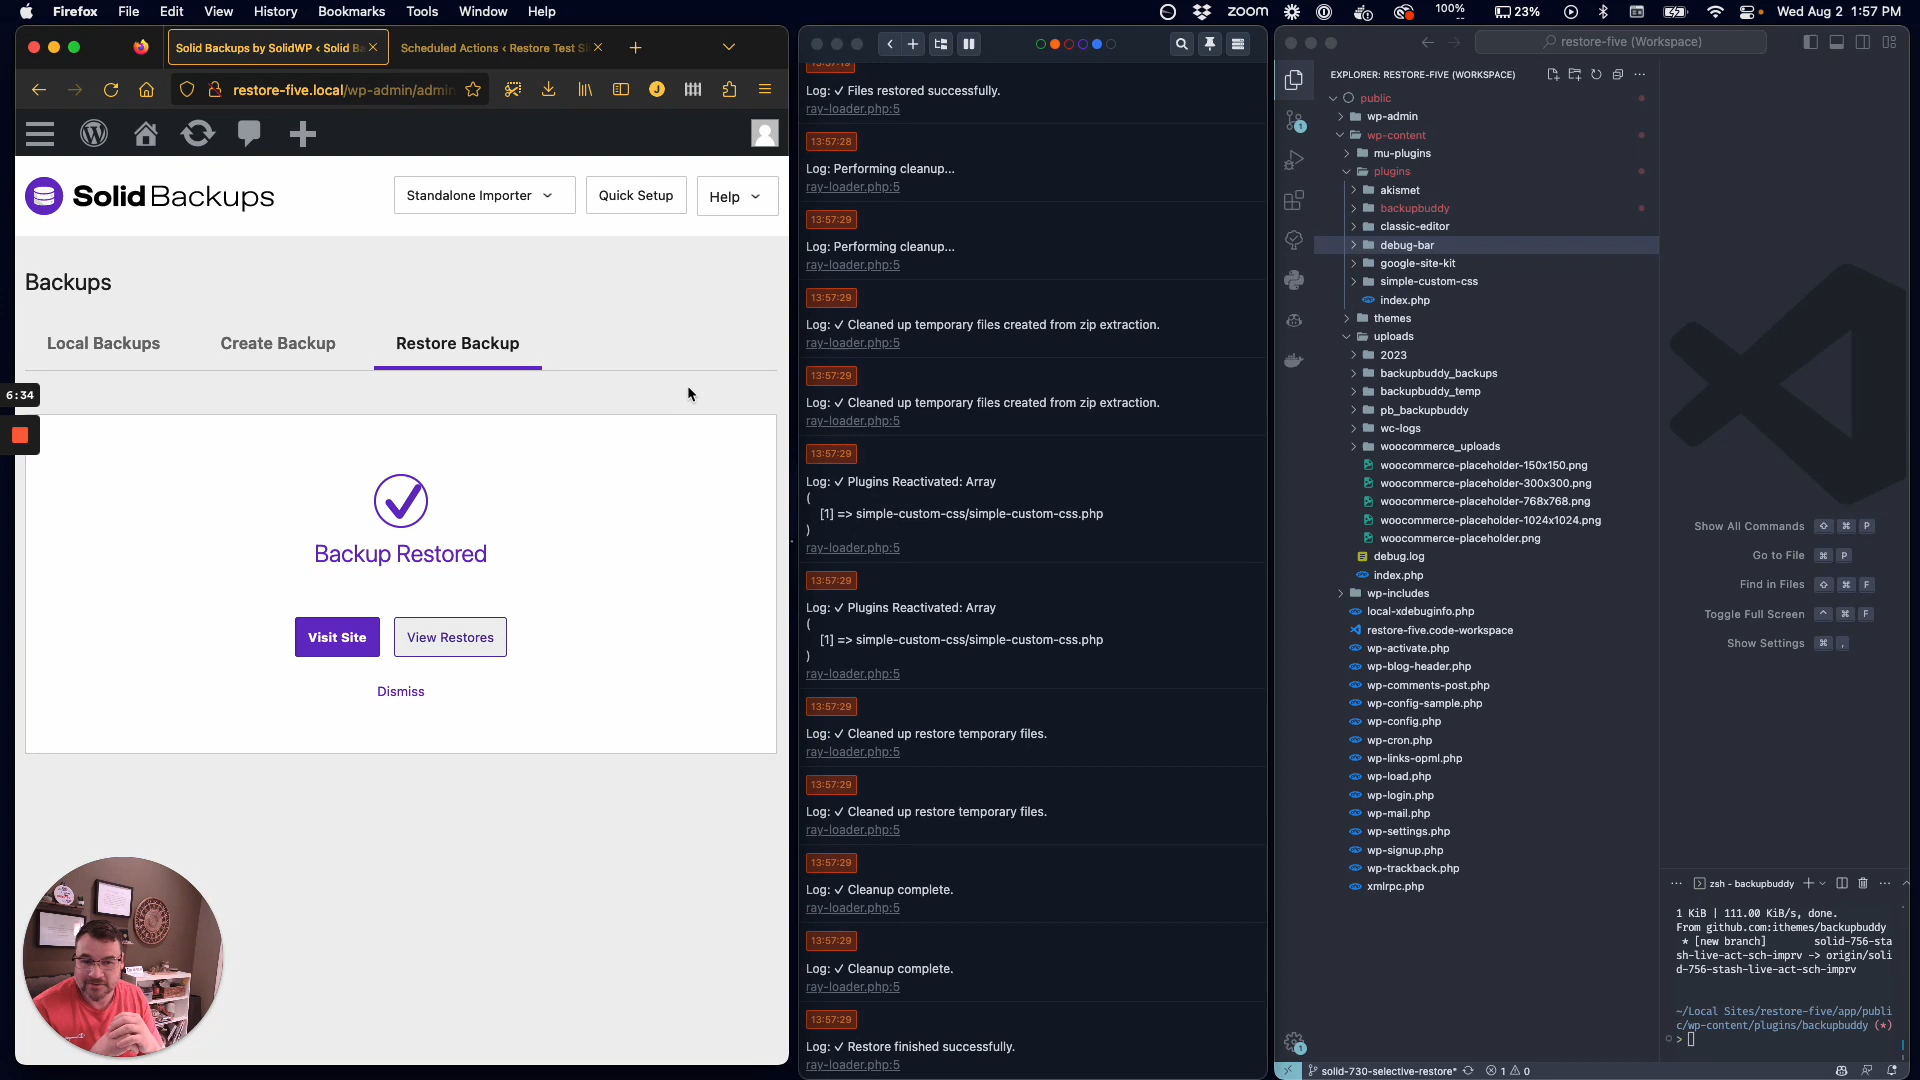 Firefox File Edit View History Bookmarks Tools Window Help
zoom 100% 23% Wed Aug 2 1:57 PM
Solid Backups by SolidWP ‹ Solid Ba
Scheduled Actions ‹ Restore Test Si
restore-five.local/wp-admin/admin
J
SolidBackups
Standalone Importer
Quick Setup
Help
Backups
Local Backups
Create Backup
Restore Backup
6:34
Backup Restored
Visit Site
View Restores
Dismiss
13:57:19
Log: ✓ Files restored successfully.
ray-loader.php:5
13:57:28
Log: Performing cleanup...
ray-loader.php:5
13:57:29
Log: Performing cleanup...
ray-loader.php:5
13:57:29
Log: ✓ Cleaned up temporary files created from zip extraction.
ray-loader.php:5
13:57:29
Log: ✓ Cleaned up temporary files created from zip extraction.
ray-loader.php:5
13:57:29
Log: ✓ Plugins Reactivated: Array
(
[1] => simple-custom-css/simple-custom-css.php
)
ray-loader.php:5
13:57:29
Log: ✓ Plugins Reactivated: Array
(
[1] => simple-custom-css/simple-custom-css.php
)
ray-loader.php:5
13:57:29
Log: ✓ Cleaned up restore temporary files.
ray-loader.php:5
13:57:29
Log: ✓ Cleaned up restore temporary files.
ray-loader.php:5
13:57:29
Log: ✓ Cleanup complete.
ray-loader.php:5
13:57:29
Log: ✓ Cleanup complete.
ray-loader.php:5
13:57:29
Log: ✓ Restore finished successfully.
ray-loader.php:5
restore-five (Workspace)
EXPLORER: RESTORE-FIVE (WORKSPACE)
public
wp-admin
wp-content
mu-plugins
plugins
akismet
backupbuddy
classic-editor
debug-bar
google-site-kit
simple-custom-css
index.php
themes
uploads
2023
backupbuddy_backups
backupbuddy_temp
pb_backupbuddy
wc-logs
woocommerce_uploads
woocommerce-placeholder-150x150.png
woocommerce-placeholder-300x300.png
woocommerce-placeholder-768x768.png
woocommerce-placeholder-1024x1024.png
woocommerce-placeholder.png
debug.log
index.php
wp-includes
local-xdebuginfo.php
restore-five.code-workspace
wp-activate.php
wp-blog-header.php
wp-comments-post.php
wp-config-sample.php
wp-config.php
wp-cron.php
wp-links-opml.php
wp-load.php
wp-login.php
wp-mail.php
wp-settings.php
wp-signup.php
wp-trackback.php
xmlrpc.php
Show All Commands ⇧ ⌘ P
Go to File ⌘ P
Find in Files ⇧ ⌘ F
Toggle Full Screen ^ ⌘ F
Show Settings ⌘ ,
zsh - backupbuddy
1 KiB | 111.00 KiB/s, done.
From github.com:ithemes/backupbuddy
* [new branch] solid-756-sta
sh-live-act-sch-imprv -> origin/soli
d-756-stash-live-act-sch-imprv
~/Local Sites/restore-five/app/publi
c/wp-content/plugins/backupbuddy (*)
>
solid-730-selective-restore* 1 0